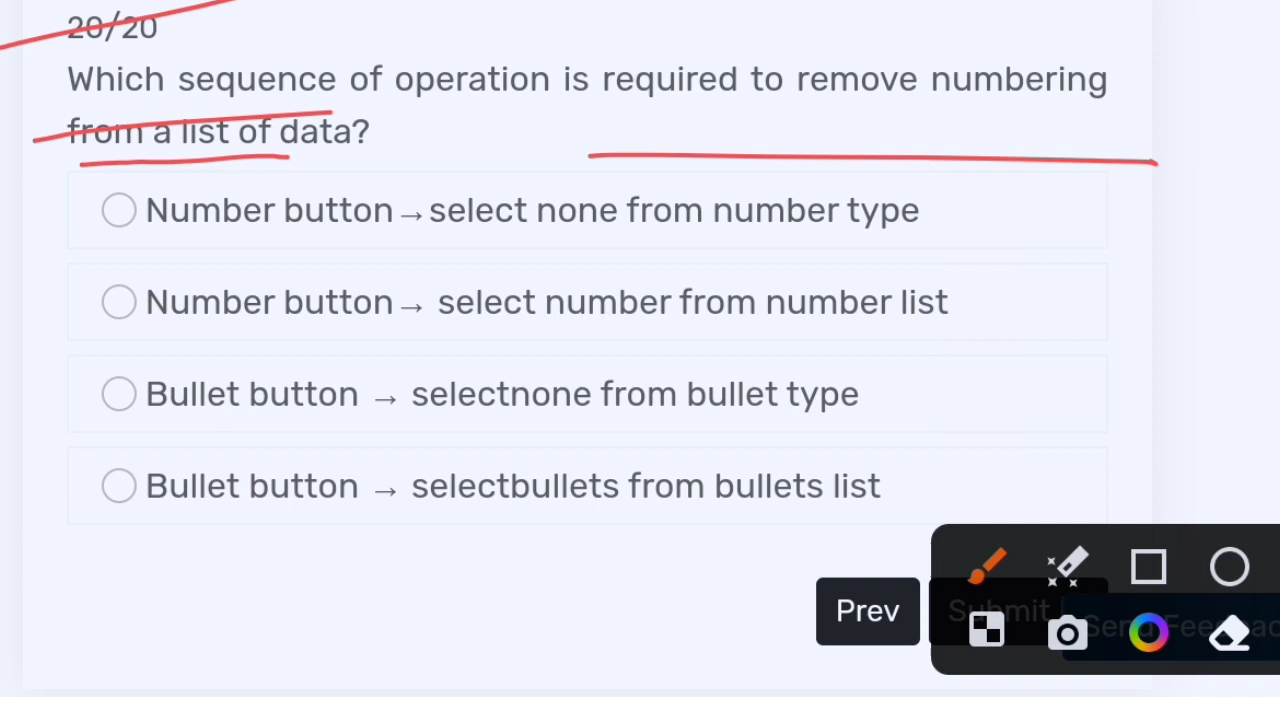 20/20
Which sequence of operation is required to remove numbering
from a list of data?
Number button→select none from number type
Number button→ select number from number list
Bullet button → selectnone from bullet type
Bullet button → selectbullets from bullets list
Prev
Submit
Send